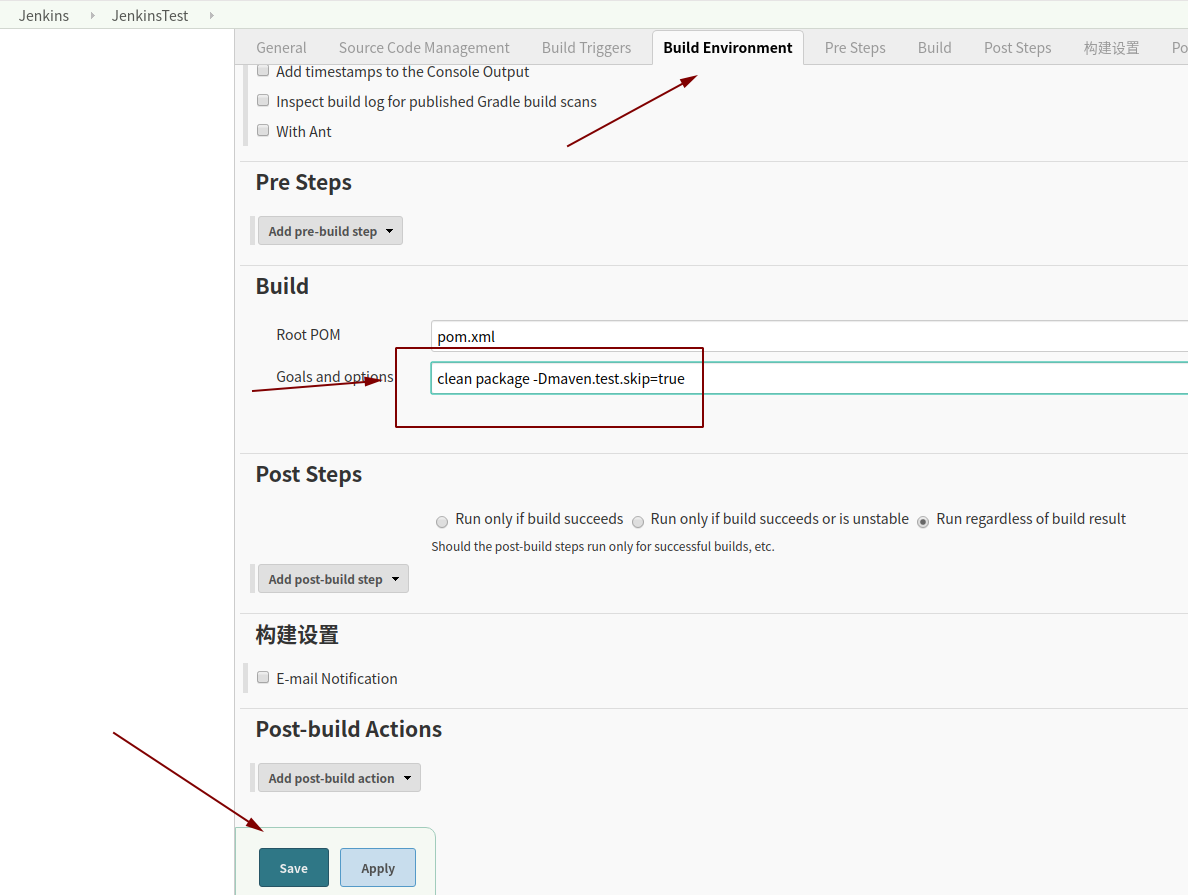 Jenkins JenkinsTest
General Source Code Management Build Triggers Build Environment Pre Steps Build Post Steps 构建设置 Po
Add timestamps to the Console Output
Inspect build log for published Gradle build scans
With Ant
Pre Steps
Add pre-build step
Build
Root POM pom.xml
Goals and options clean package -Dmaven.test.skip=true
Post Steps
Run only if build succeeds Run only if build succeeds or is unstable Run regardless of build result
Should the post-build steps run only for successful builds, etc.
Add post-build step
构建设置
E-mail Notification
Post-build Actions
Add post-build action
Save Apply